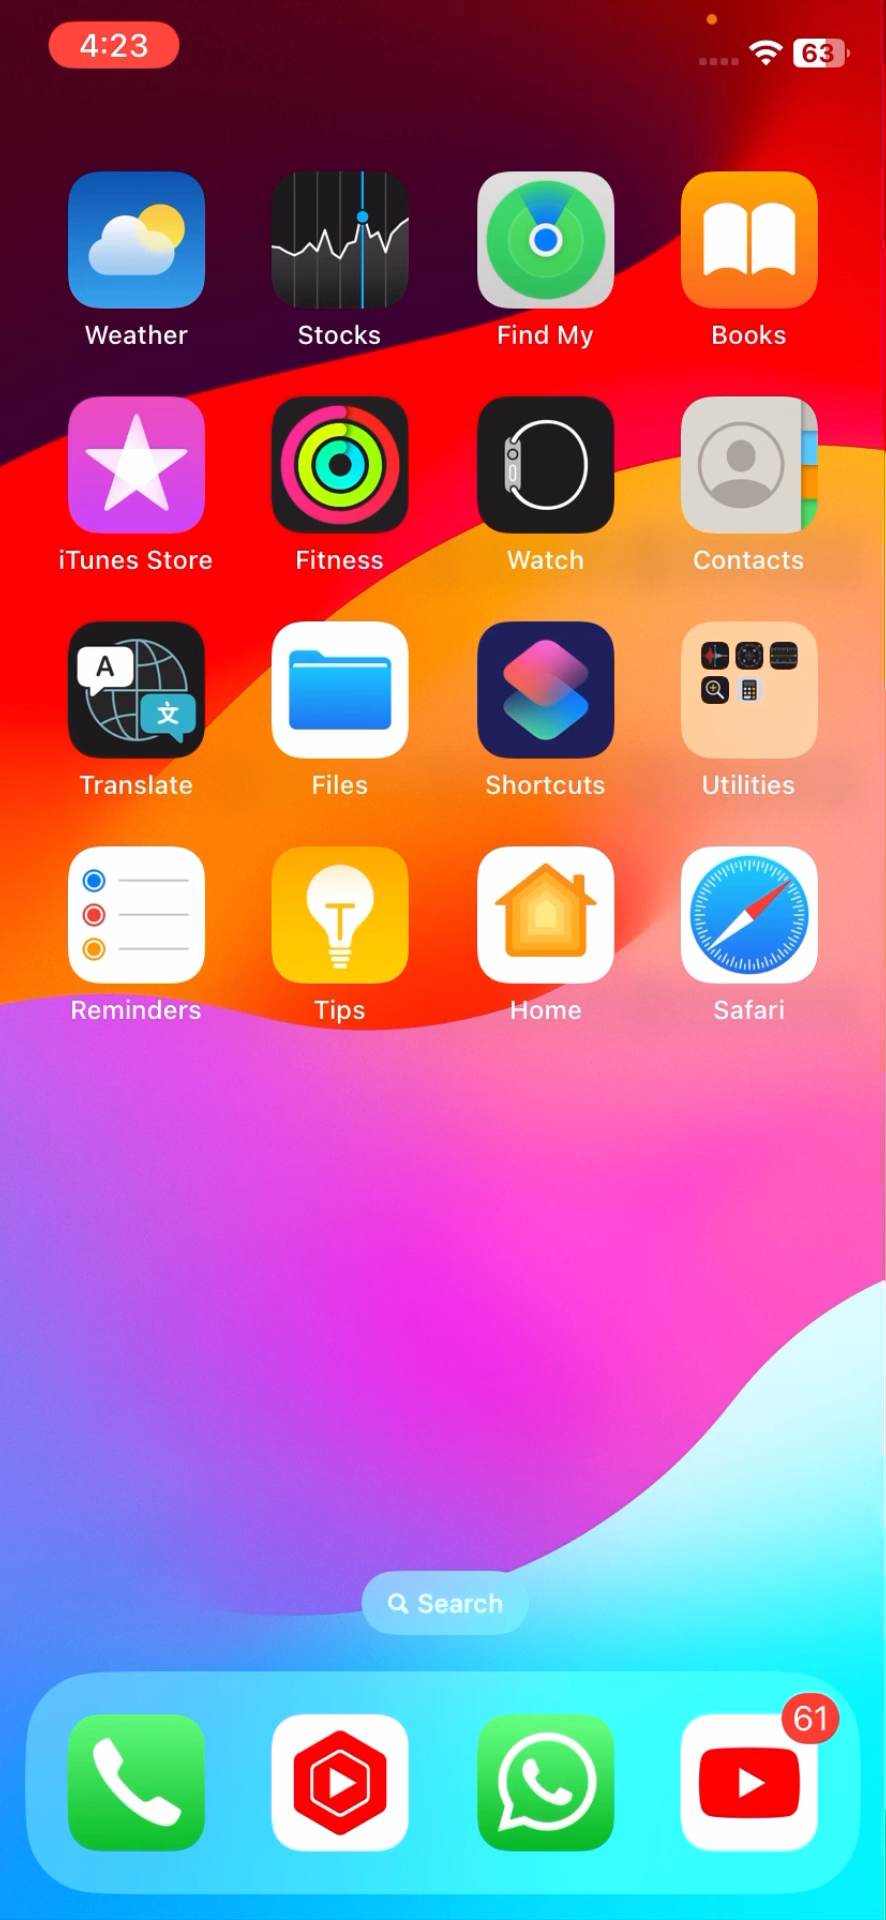 4:23
63
Weather Stocks Find My Books
iTunes Store Fitness Watch Contacts
A
文
Translate Files Shortcuts Utilities
Reminders Tips Home Safari
Search
61